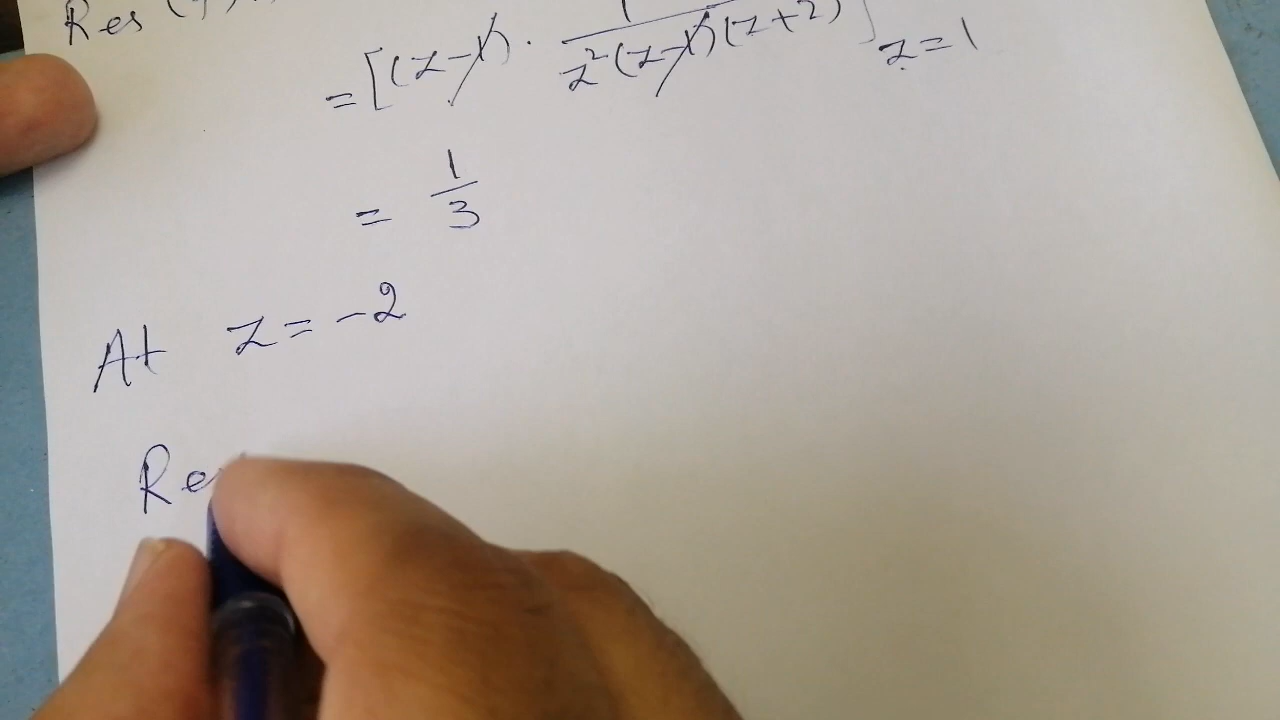 Res (
= [(z-1) · 1/z²(z-1)(z+2)] z=1
= 1/3
At z = -2
Re